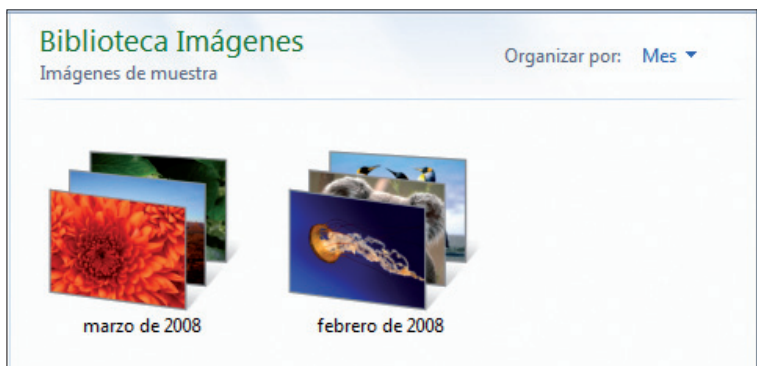 Biblioteca Imágenes
Imágenes de muestra
Organizar por: Mes
marzo de 2008
febrero de 2008